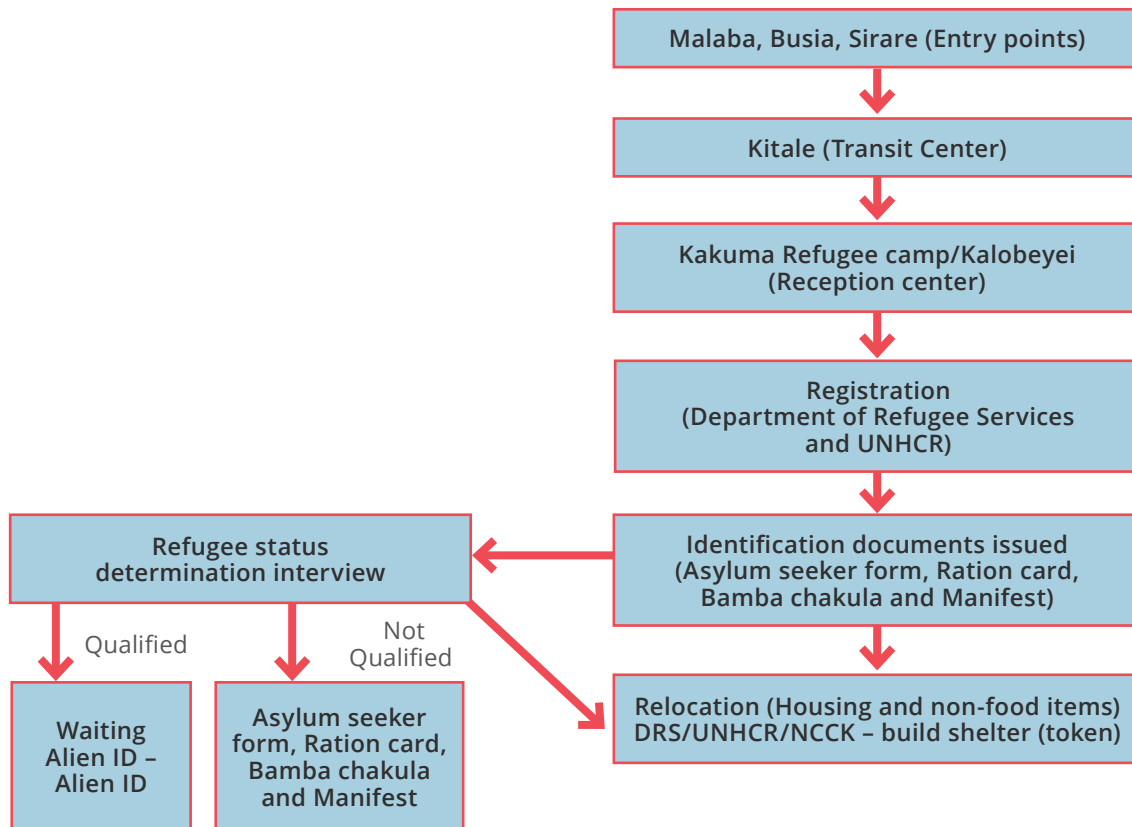 Malaba, Busia, Sirare (Entry points)
Kitale (Transit Center)
Kakuma Refugee camp/Kalobeyei
(Reception center)
Registration
(Department of Refugee Services
and UNHCR)
Identification documents issued
(Asylum seeker form, Ration card,
Bamba chakula and Manifest)
Refugee status
determination interview
Qualified
Not
Qualified
Waiting
Alien ID –
Alien ID
Asylum seeker
form, Ration card,
Bamba chakula
and Manifest
Relocation (Housing and non-food items)
DRS/UNHCR/NCCK – build shelter (token)